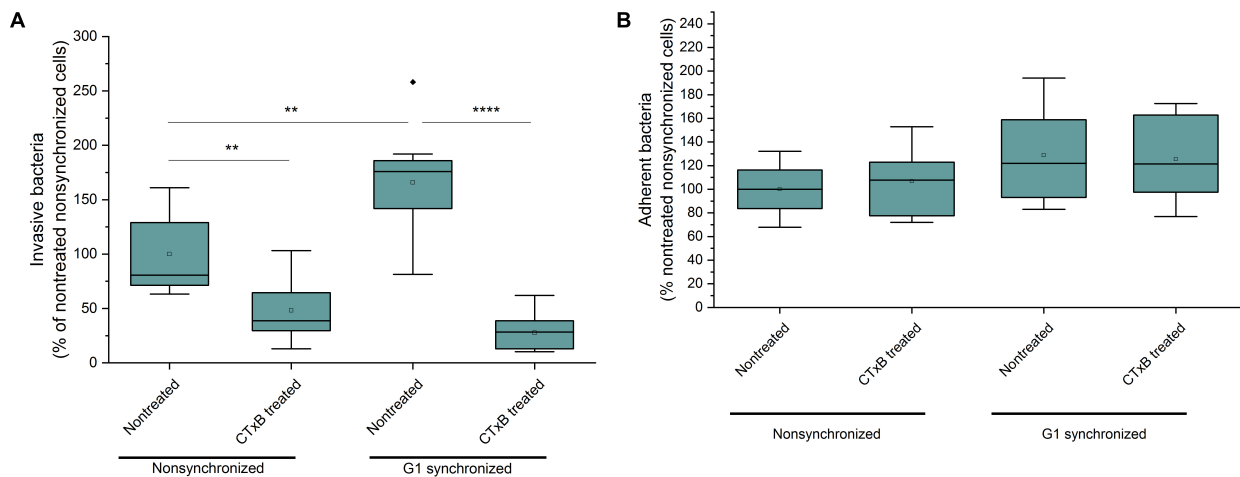 A
Invasive bacteria
(% of nontreated nonsynchronized cells)
300
250
200
150
100
50
0
**
**
****
Nontreated
CTxB treated
Nontreated
CTxB treated
Nonsynchronized
G1 synchronized
B
Adherent bacteria
(% nontreated nonsynchronized cells)
240
220
200
180
160
140
120
100
80
60
40
20
0
Nontreated
CTxB treated
Nontreated
CTxB treated
Nonsynchronized
G1 synchronized